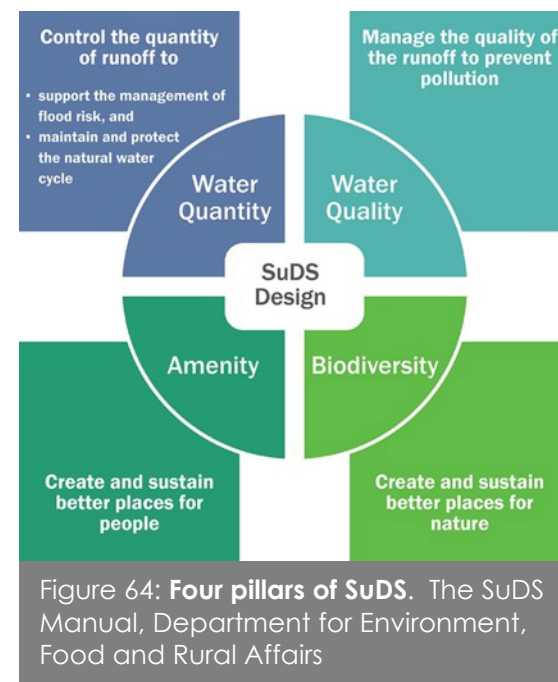 Control the quantity
of runoff to
• support the management of
flood risk, and
• maintain and protect
the natural water
cycle
Manage the quality of
the runoff to prevent
pollution
Water
Quantity
Water
Quality
SuDS
Design
Amenity
Biodiversity
Create and sustain
better places for
people
Create and sustain
better places for
nature
Figure 64: Four pillars of SuDS. The SuDS
Manual, Department for Environment,
Food and Rural Affairs